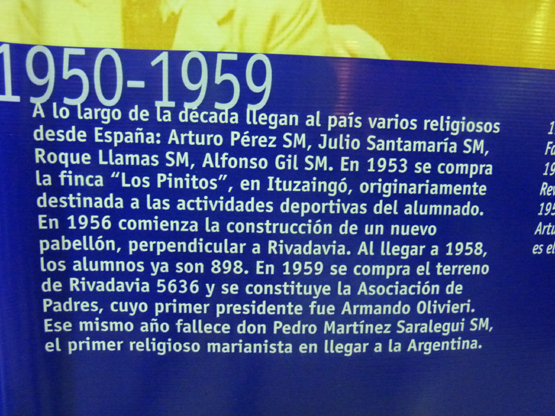 1950-1959
A lo largo de la década llegan al país varios religiosos
desde España: Arturo Pérez SM, Julio Santamaría SM,
Roque Llamas SM, Alfonso Gil SM. En 1953 se compra
la finca “Los Pinitos”, en Ituzaingó, originariamente
destinada a las actividades deportivas del alumnado.
En 1956 comienza la construcción de un nuevo
pabellón, perpendicular a Rivadavia. Al llegar a 1958,
los alumnos ya son 898. En 1959 se compra el terreno
de Rivadavia 5636 y se constituye la Asociación de
Padres, cuyo primer presidente fue Armando Olivieri.
Ese mismo año fallece don Pedro Martínez Saralegui SM,
el primer religioso marianista en llegar a la Argentina.